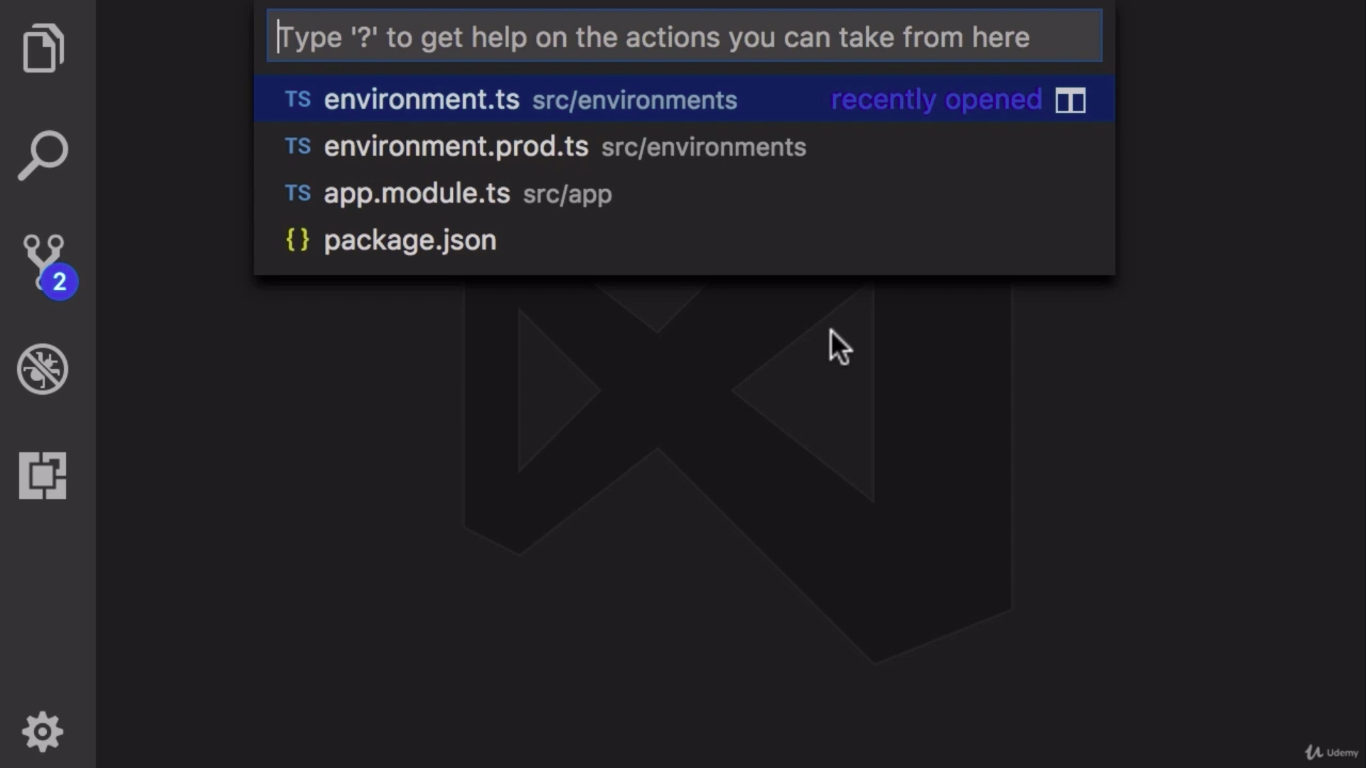 Type '?' to get help on the actions you can take from here
TS environment.ts src/environments recently opened
TS environment.prod.ts src/environments
TS app.module.ts src/app
{ } package.json
2
Udemy